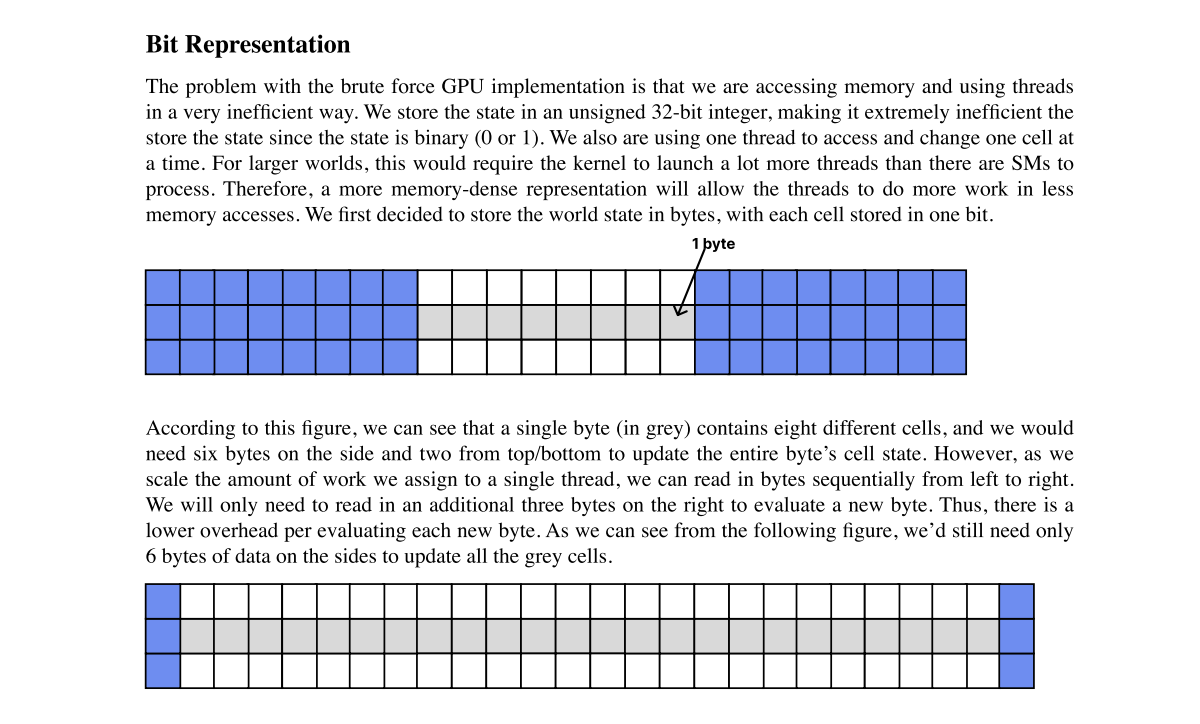 Bit Representation
The problem with the brute force GPU implementation is that we are accessing memory and using threads
in a very inefficient way. We store the state in an unsigned 32-bit integer, making it extremely inefficient the
store the state since the state is binary (0 or 1). We also are using one thread to access and change one cell at
a time. For larger worlds, this would require the kernel to launch a lot more threads than there are SMs to
process. Therefore, a more memory-dense representation will allow the threads to do more work in less
memory accesses. We first decided to store the world state in bytes, with each cell stored in one bit.
1 byte
According to this figure, we can see that a single byte (in grey) contains eight different cells, and we would
need six bytes on the side and two from top/bottom to update the entire byte's cell state. However, as we
scale the amount of work we assign to a single thread, we can read in bytes sequentially from left to right.
We will only need to read in an additional three bytes on the right to evaluate a new byte. Thus, there is a
lower overhead per evaluating each new byte. As we can see from the following figure, we'd still need only
6 bytes of data on the sides to update all the grey cells.